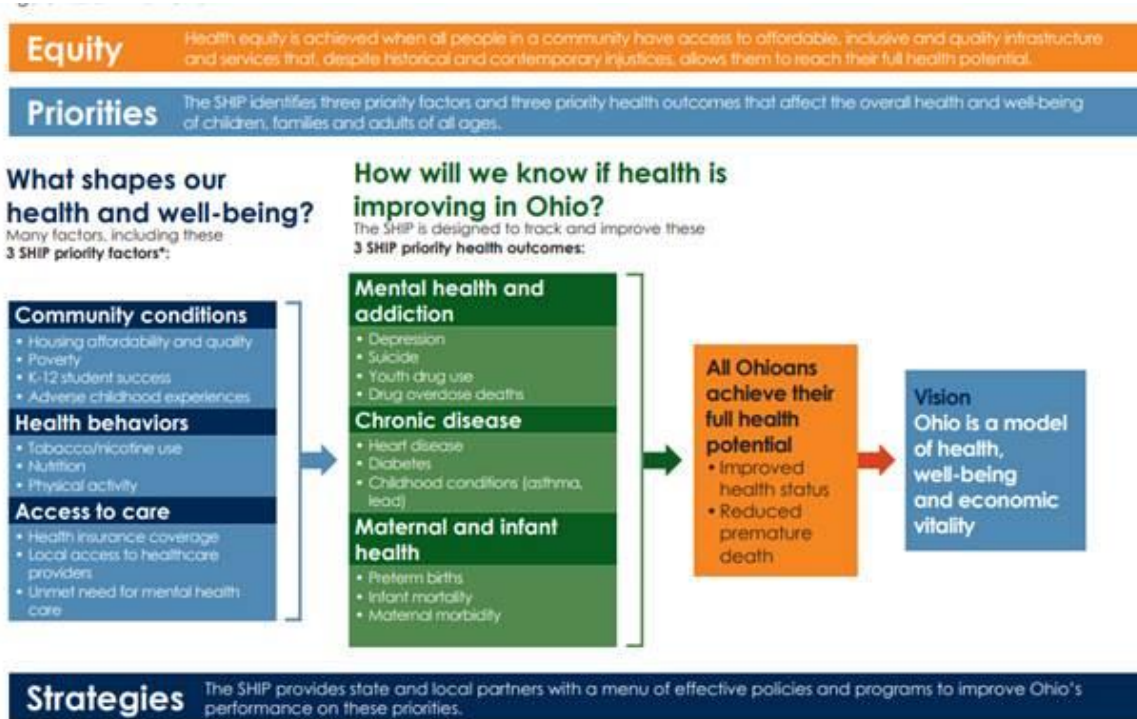 Equity
Health equity is achieved when all people in a community have access to affordable, inclusive and quality infrastructure
and services that, despite historical and contemporary injustices, allows them to reach their full health potential.
Priorities
The SHIP identifies three priority factors and three priority health outcomes that affect the overall health and well-being
of children, families and adults of all ages.
What shapes our
health and well-being?
Many factors, including these
3 SHIP priority factors*:
Community conditions
• Housing affordability and quality
• Poverty
• K-12 student success
• Adverse childhood experiences
Health behaviors
• Tobacco/nicotine use
• Nutrition
• Physical activity
Access to care
• Health insurance coverage
• Local access to healthcare
providers
• Unmet need for mental health
care
How will we know if health is
improving in Ohio?
The SHIP is designed to track and improve these
3 SHIP priority health outcomes:
Mental health and
addiction
• Depression
• Suicide
• Youth drug use
• Drug overdose deaths
Chronic disease
• Heart disease
• Diabetes
• Childhood conditions (asthma,
lead)
Maternal and infant
health
• Preterm births
• Infant mortality
• Maternal morbidity
All Ohioans
achieve their
full health
potential
• Improved
health status
• Reduced
premature
death
Vision
Ohio is a model
of health,
well-being
and economic
vitality
Strategies
The SHIP provides state and local partners with a menu of effective policies and programs to improve Ohio's
performance on these priorities.